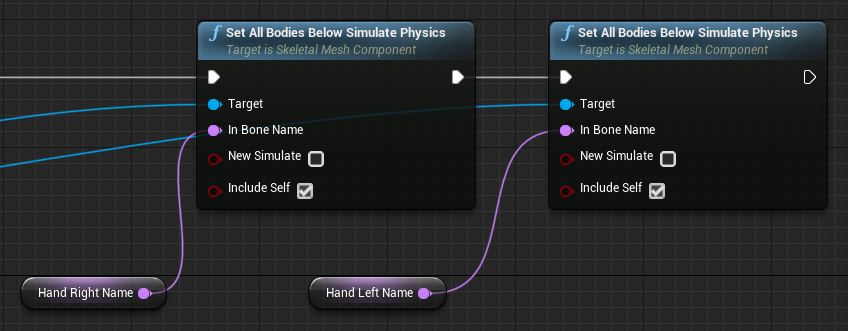 f Set All Bodies Below Simulate Physics
Target is Skeletal Mesh Component
Target
In Bone Name
New Simulate
Include Self
f Set All Bodies Below Simulate Physics
Target is Skeletal Mesh Component
Target
In Bone Name
New Simulate
Include Self
Hand Right Name
Hand Left Name